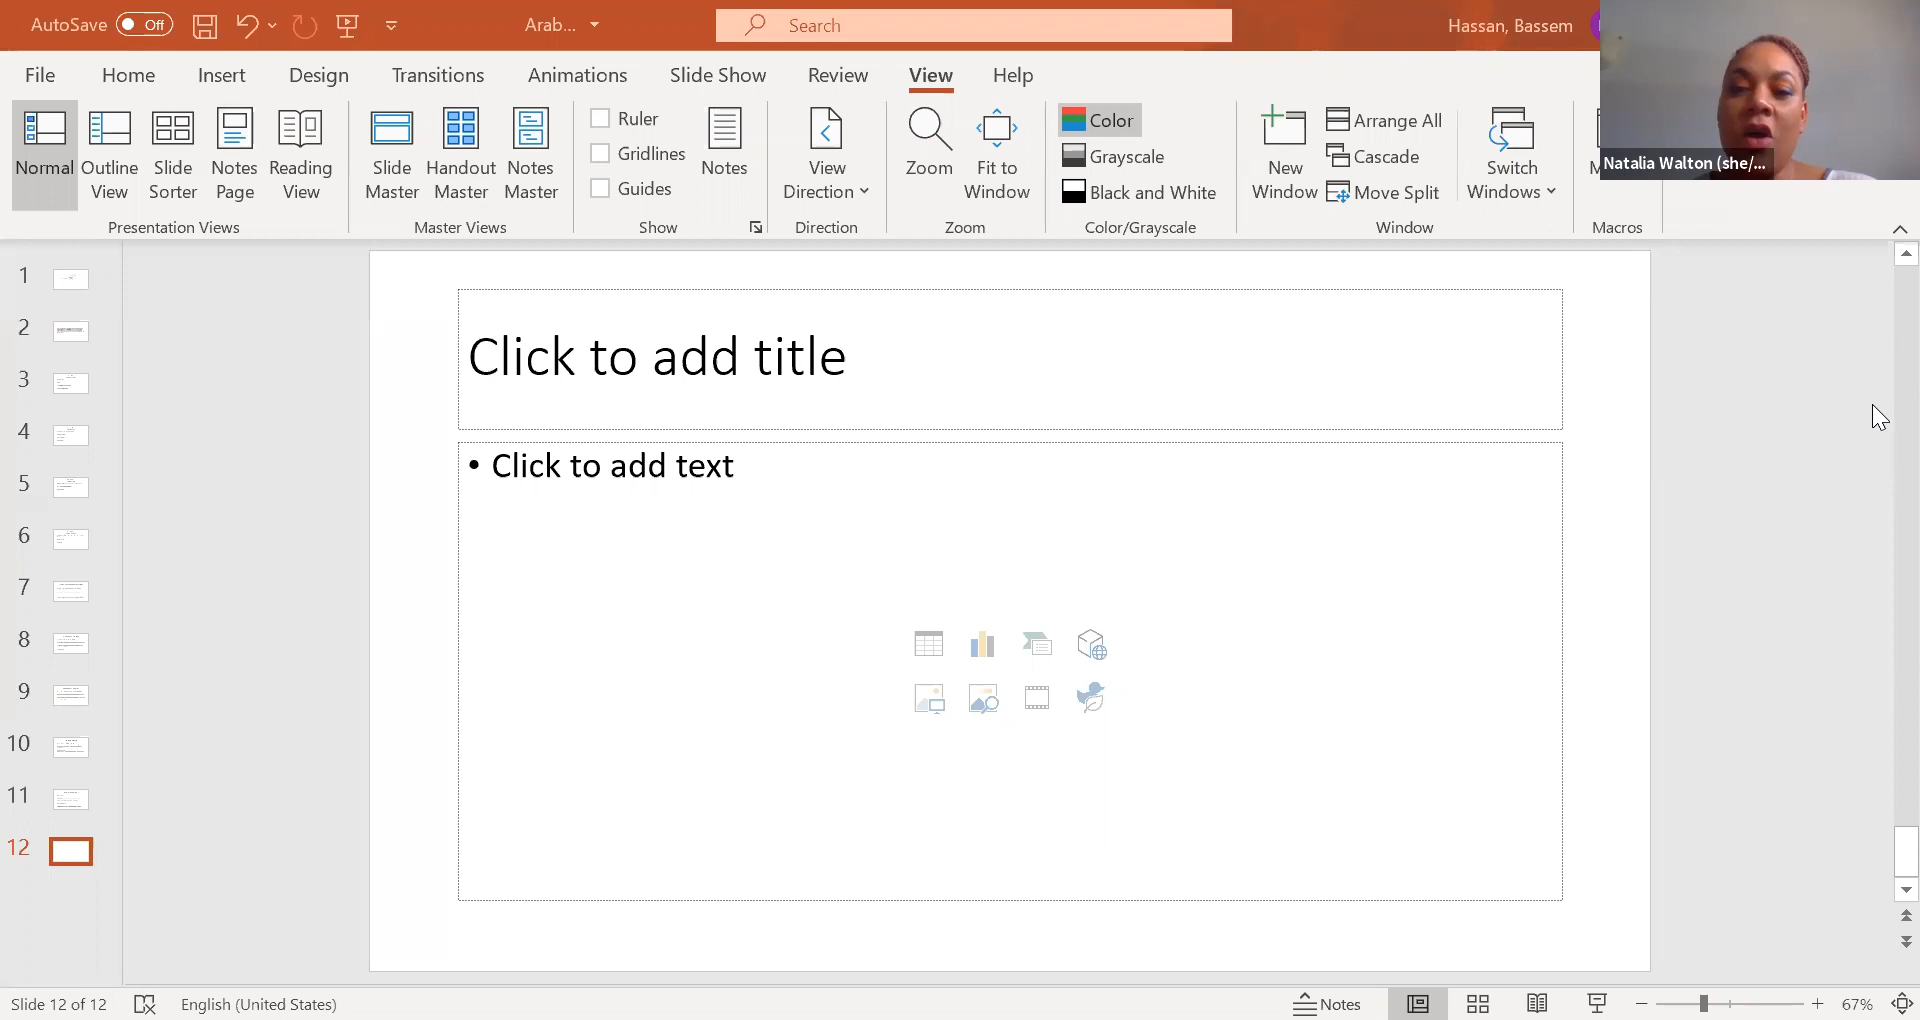 AutoSave Off Arab... Search Hassan, Bassem
File Home Insert Design Transitions Animations Slide Show Review View Help
Normal
Outline View
Slide Sorter
Notes Page
Reading View
Presentation Views
Slide Master
Handout Master
Notes Master
Master Views
Ruler
Gridlines
Guides
Notes
Show
View Direction
Direction
Zoom
Fit to Window
Zoom
Color
Grayscale
Black and White
Color/Grayscale
New Window
Arrange All
Cascade
Move Split
Switch Windows
Window
Macros
Natalia Walton (she/...
1
2
3
4
5
6
7
8
9
10
11
12
Click to add title
• Click to add text
Slide 12 of 12 English (United States) Notes 67%